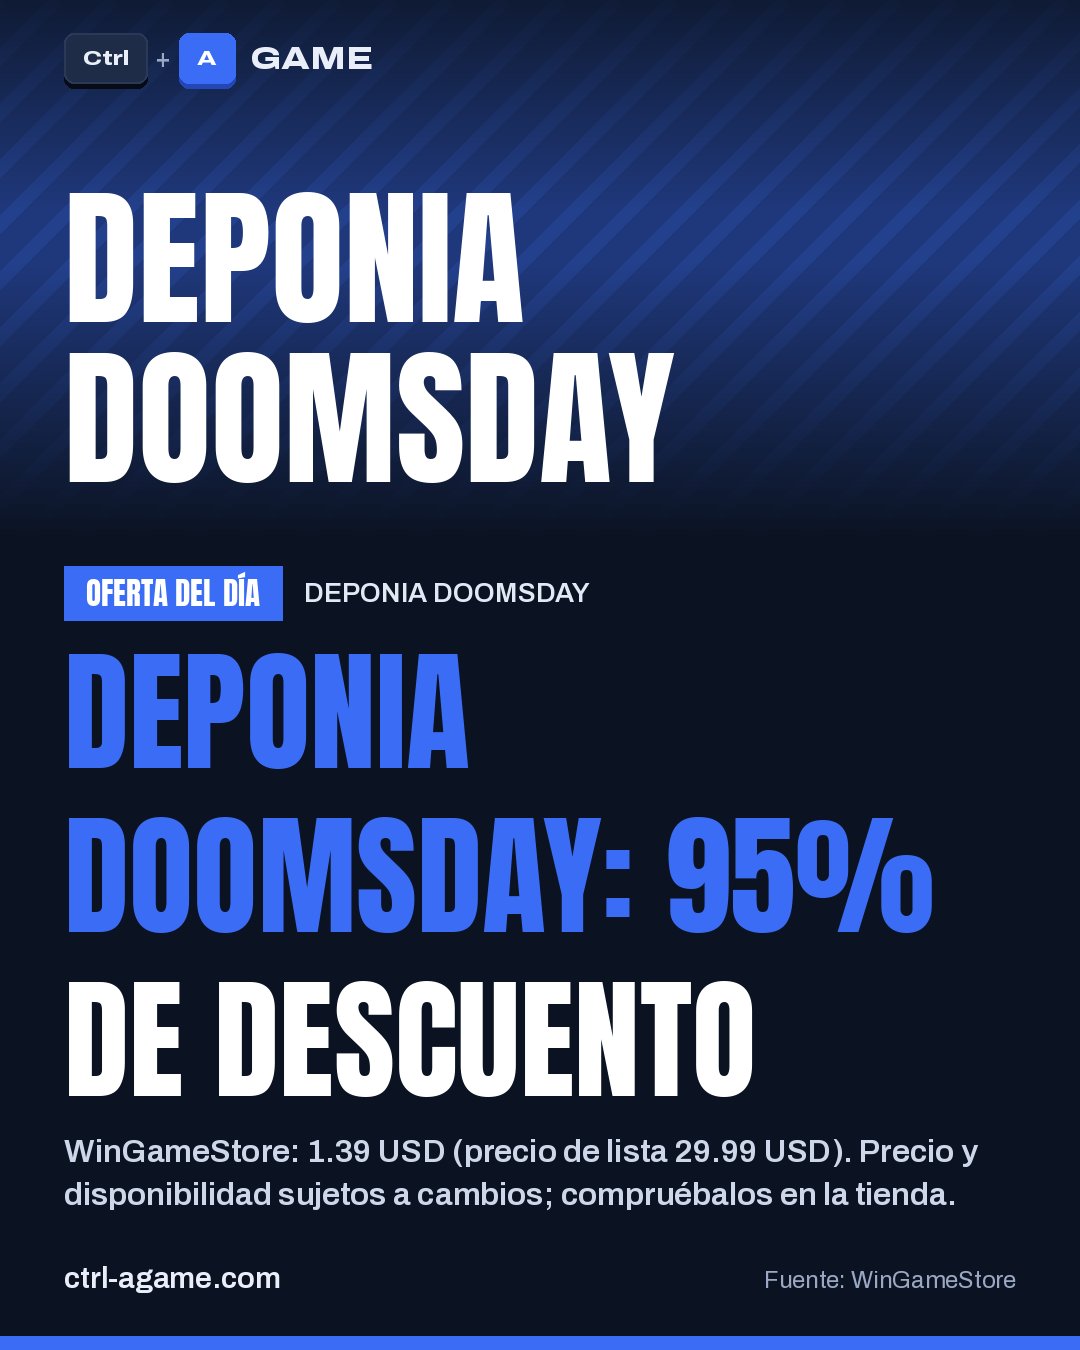 Ctrl + A GAME
DEPONIA
DOOMSDAY
OFERTA DEL DÍA DEPONIA DOOMSDAY
DEPONIA
DOOMSDAY: 95%
DE DESCUENTO
WinGameStore: 1.39 USD (precio de lista 29.99 USD). Precio y
disponibilidad sujetos a cambios; compruébalos en la tienda.
ctrl-agame.com Fuente: WinGameStore